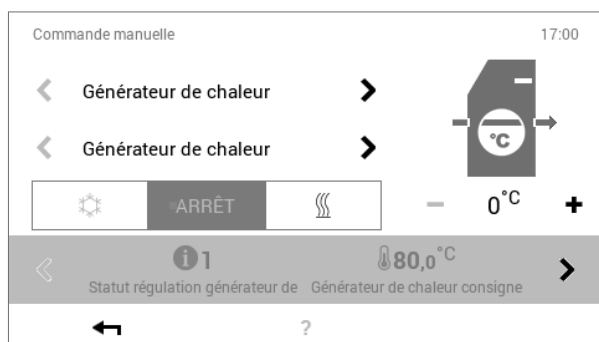 Commande manuelle 17:00
Générateur de chaleur
°C
Générateur de chaleur
ARRÊT 0°C +
1 80,0°C
Statut régulation générateur de Générateur de chaleur consigne
?